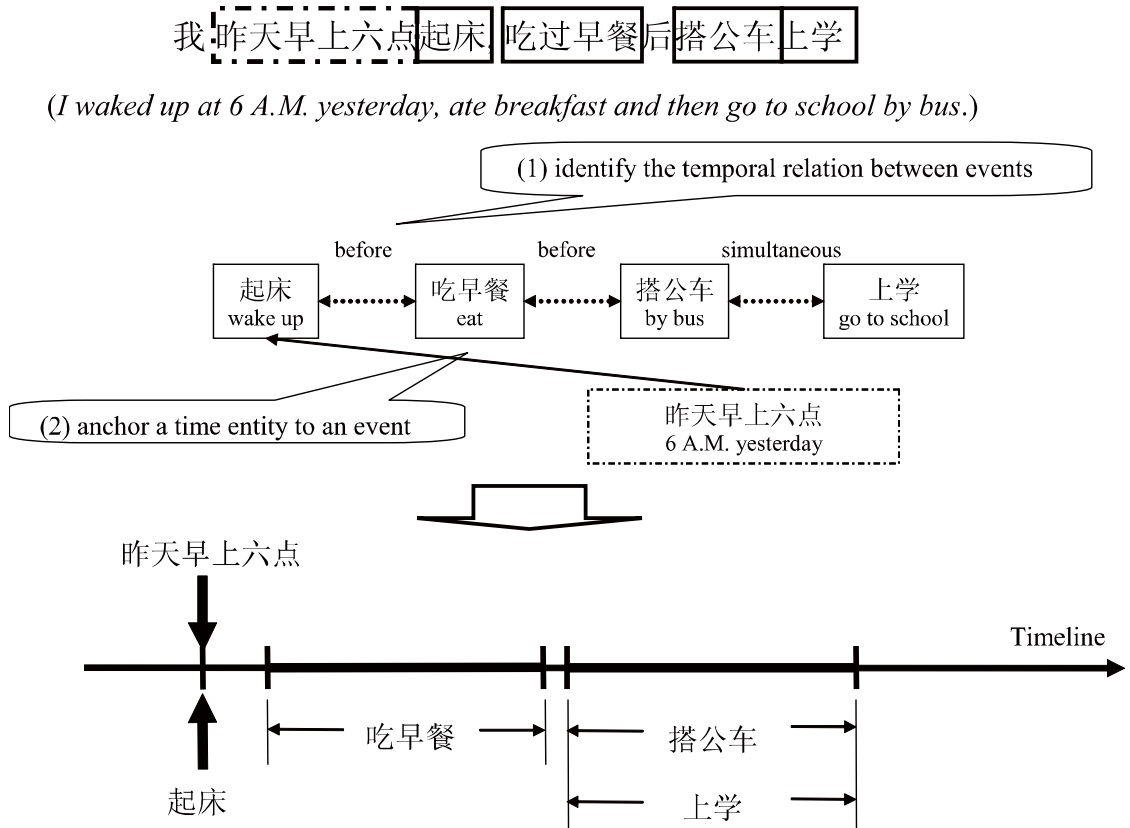 我 昨天早上六点起床, 吃过早餐后搭公车上学
(I waked up at 6 A.M. yesterday, ate breakfast and then go to school by bus.)
(1) identify the temporal relation between events
before before simultaneous
起床 吃早餐 搭公车 上学
wake up eat by bus go to school
昨天早上六点
(2) anchor a time entity to an event
6 A.M. yesterday
昨天早上六点
Timeline
吃早餐 搭公车
起床 上学